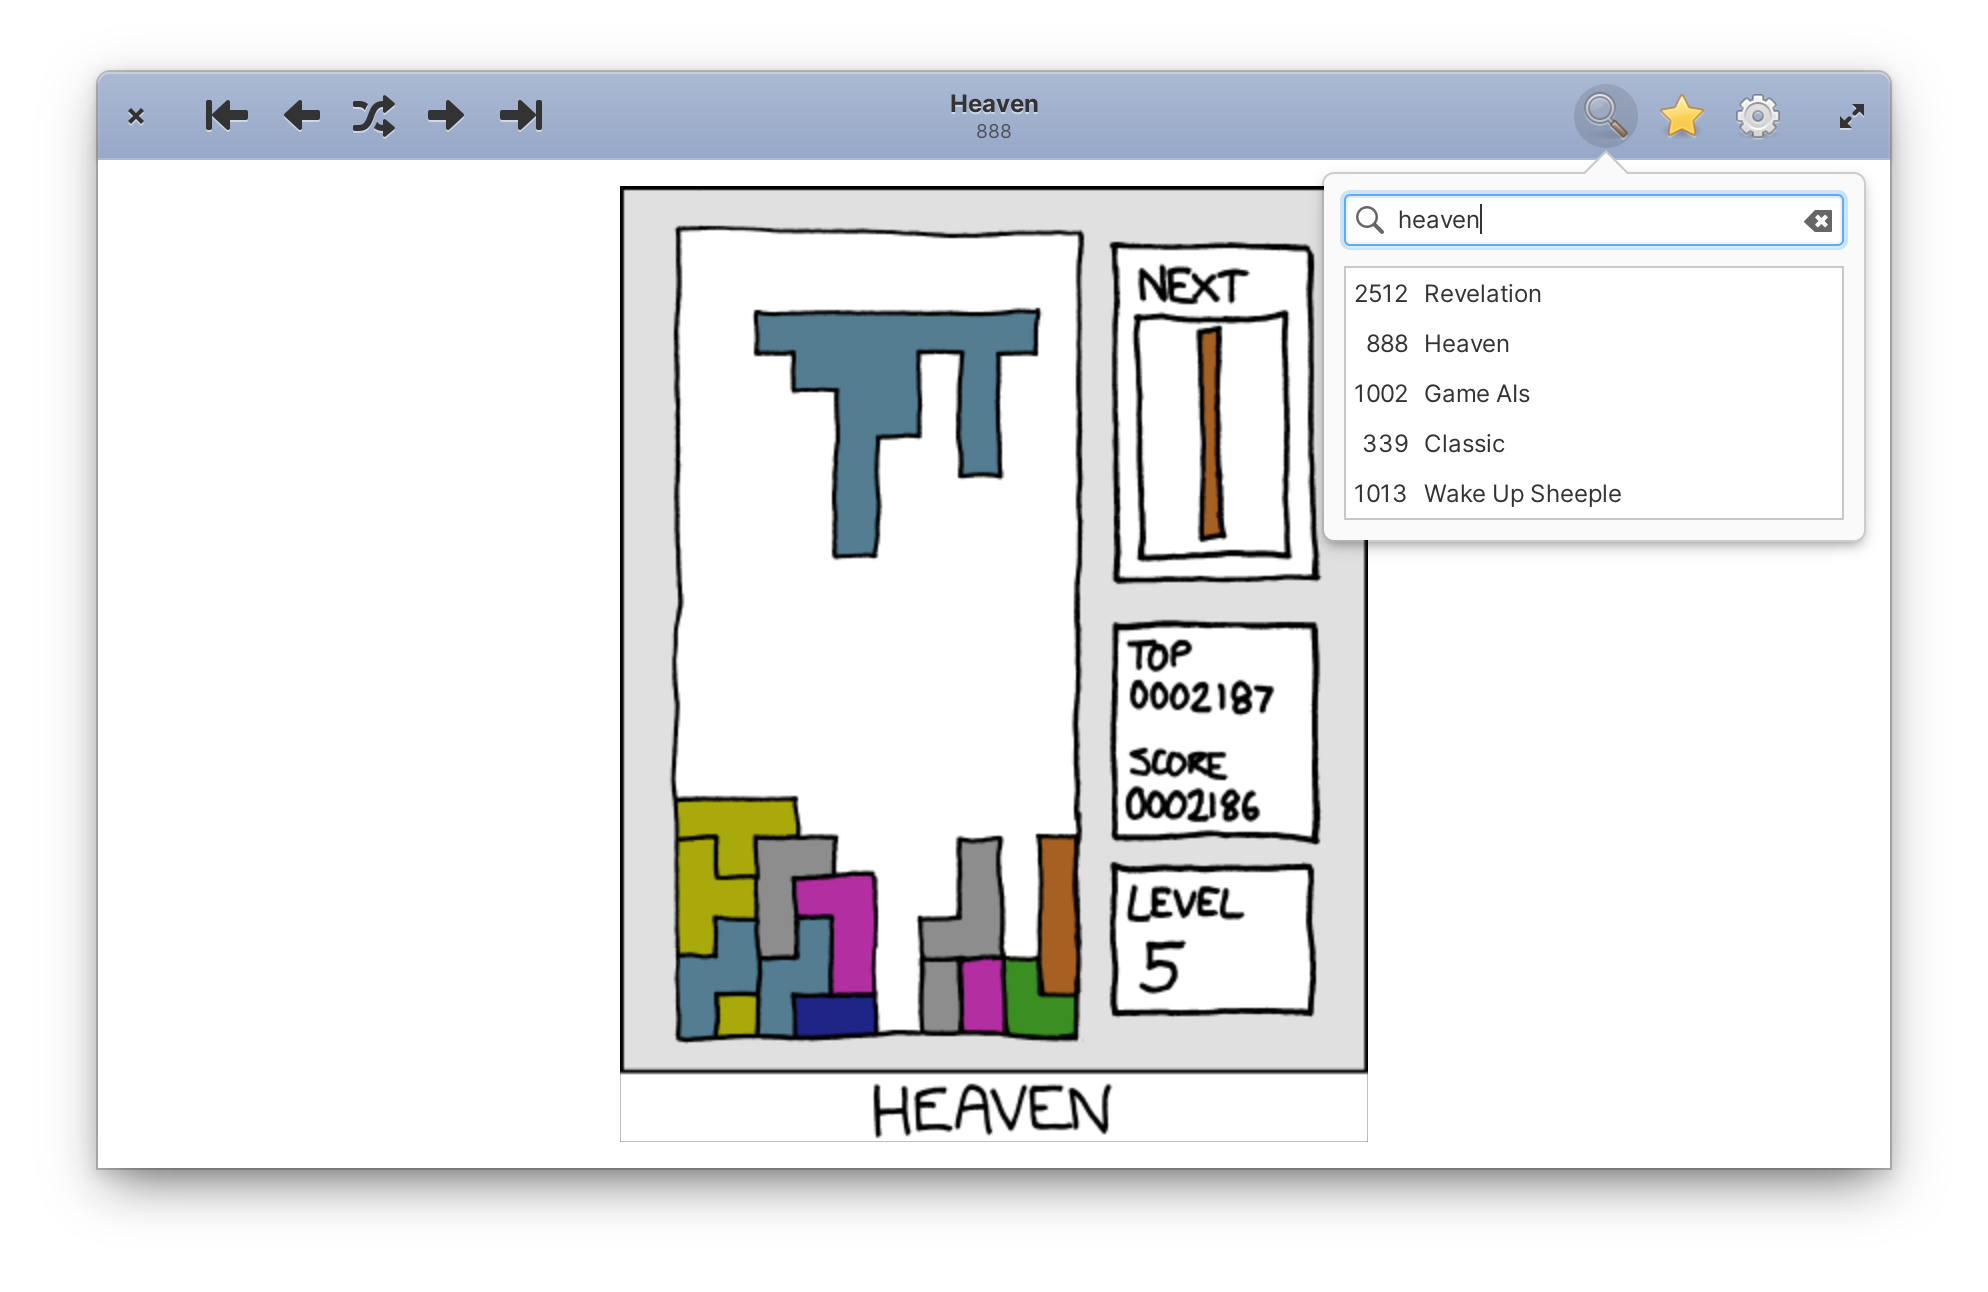 Heaven
888
heaven
2512 Revelation
888 Heaven
1002 Game AIs
339 Classic
1013 Wake Up Sheeple
NEXT
TOP
0002187
SCORE
0002186
LEVEL
5
HEAVEN